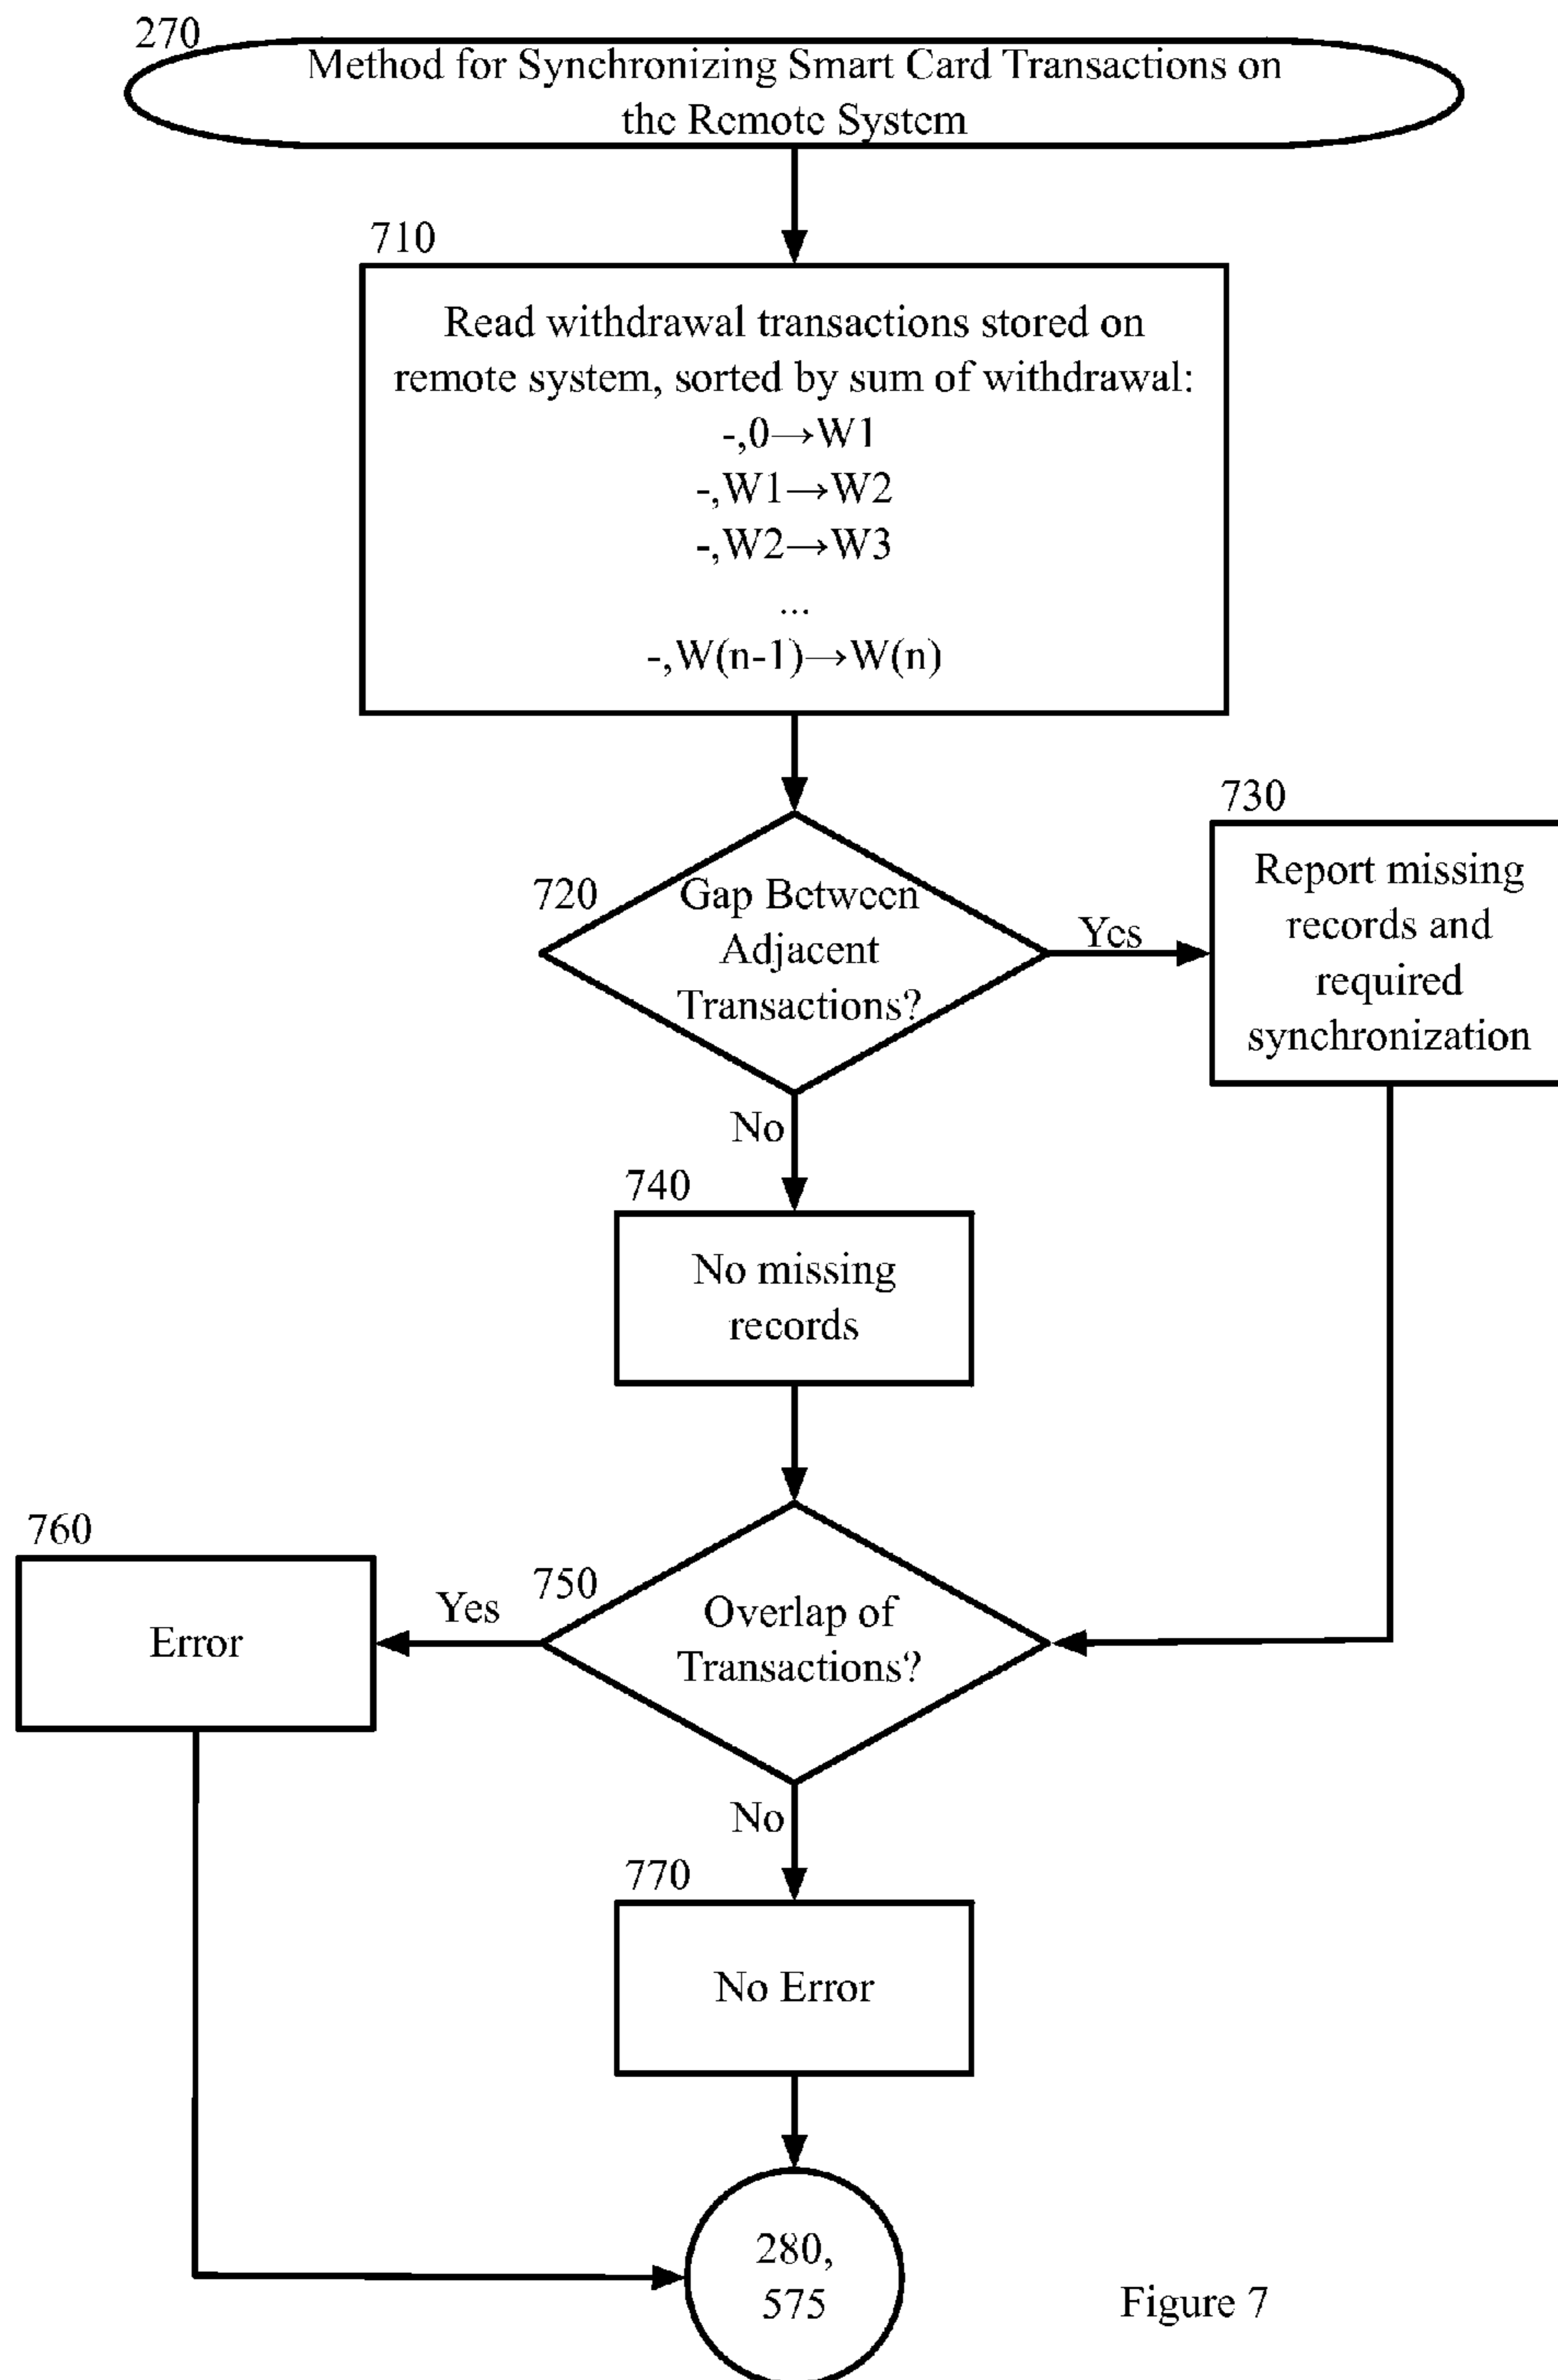 270
Method for Synchronizing Smart Card Transactions on
the Remote System
710
Read withdrawal transactions stored on
remote system, sorted by sum of withdrawal:
-,0→W1
-,W1→W2
-,W2→W3
...
-,W(n-1)→W(n)
720
Gap Between
Adjacent
Transactions?
Yes
730
Report missing
records and
required
synchronization
No
740
No missing
records
750
Overlap of
Transactions?
Yes
760
Error
No
770
No Error
280,
575
Figure 7